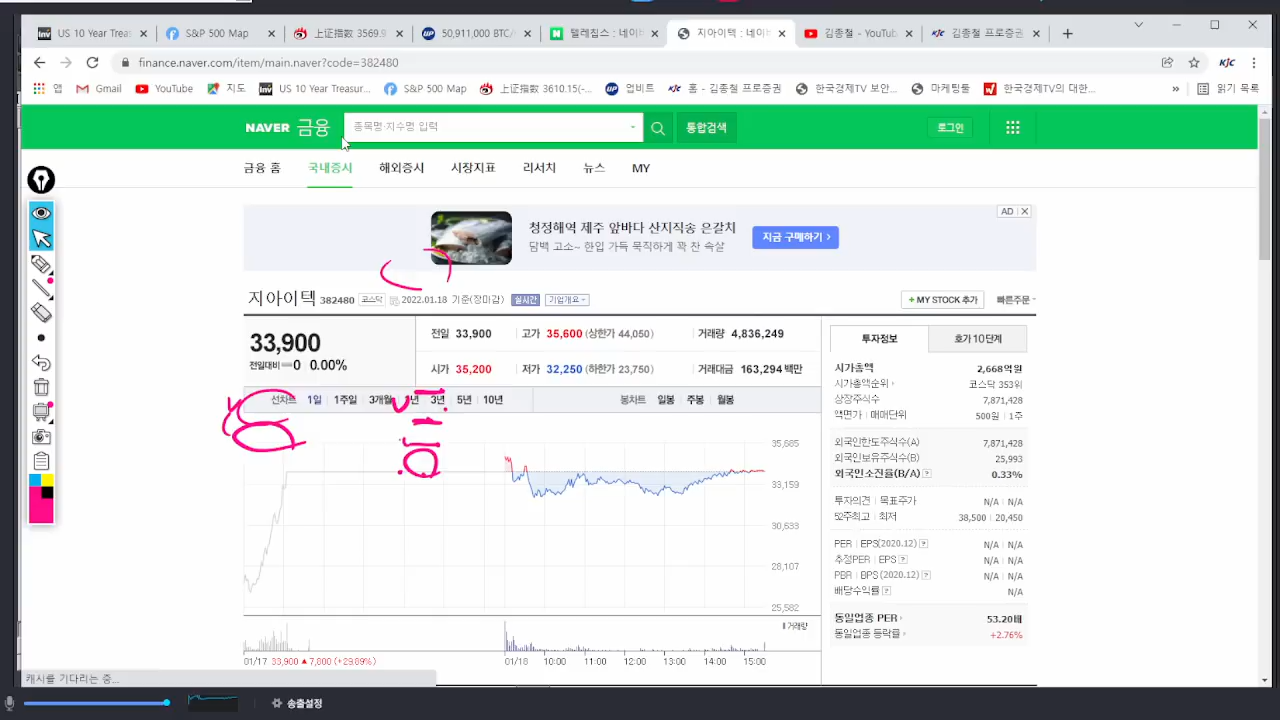 US 10 Year Treas
S&P 500 Map
上证指数 3569.9
50,911,000 BTC/
텔레칩스 : 네이버
지아이텍 : 네이버
김종철 - YouTub
김종철 프로증권
finance.naver.com/item/main.naver?code=382480
KJC
앱 Gmail YouTube 지도 US 10 Year Treasur... S&P 500 Map 上证指数 3610.15(-... 업비트 홈 - 김종철 프로증권 한국경제TV 보안... 마케팅툴 한국경제TV의 대한... » 읽기 목록
NAVER 금융 종목명·지수명 입력 통합검색 로그인
금융 홈 국내증시 해외증시 시장지표 리서치 뉴스 MY
AD
청정해역 제주 앞바다 산지직송 은갈치
담백 고소~ 한입 가득 묵직하게 꽉 찬 속살
지금 구매하기 ›
지아이텍 382480 코스닥 2022.01.18 기준(장마감) 실시간 기업개요
+ MY STOCK 추가 빠른주문
33,900
전일대비 0 0.00%
전일 33,900 고가 35,600 (상한가 44,050) 거래량 4,836,249
시가 35,200 저가 32,250 (하한가 23,750) 거래대금 163,294 백만
선차트 1일 1주일 3개월 1년 3년 5년 10년 봉차트 일봉 주봉 월봉
35,685
33,159
30,633
28,107
25,582
거래량
01/17 33,900 ▲7,800 (+29.89%)
01/18 10:00 11:00 12:00 13:00 14:00 15:00
투자정보 호가 10단계
시가총액 2,668억원
시가총액순위 코스닥 353위
상장주식수 7,871,428
액면가 매매단위 500원 1주
외국인한도주식수(A) 7,871,428
외국인보유주식수(B) 25,993
외국인소진율(B/A) 0.33%
투자의견 목표주가 N/A N/A
52주최고 최저 38,500 20,450
PER EPS(2020.12) N/A N/A
추정PER EPS N/A N/A
PBR BPS (2020.12) N/A N/A
배당수익률 N/A
동일업종 PER 53.20배
동일업종 등락률 +2.76%
캐시를 기다리는 중...
송출설정